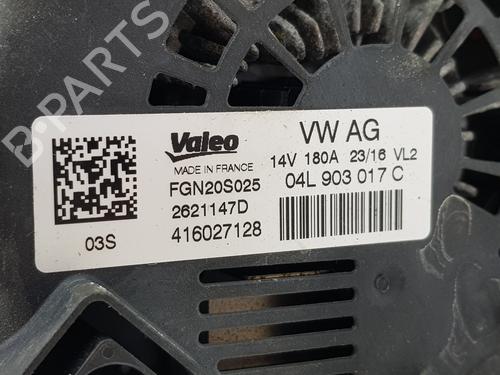 B-PARTS
Valeo
MADE IN FRANCE
FGN20S025
2621147D
416027128
03S
VW AG
14V 180A 23/16 VL2
04L 903 017 C